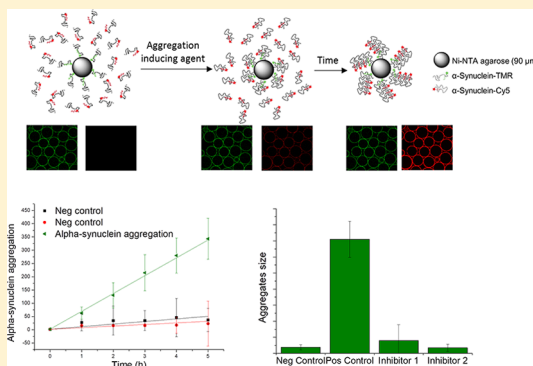 Aggregation
inducing agent
Time
Ni-NTA agarose (90 μm
α-Synuclein-TMR
α-Synuclein-Cy5
Alpha-synuclein aggregation
450
400
350
300
250
200
150
100
50
0
Neg control
Neg control
Alpha-synuclein aggregation
0 1 2 3 4 5
Time (h)
Aggregates size
Neg Control Pos Control Inhibitor 1 Inhibitor 2